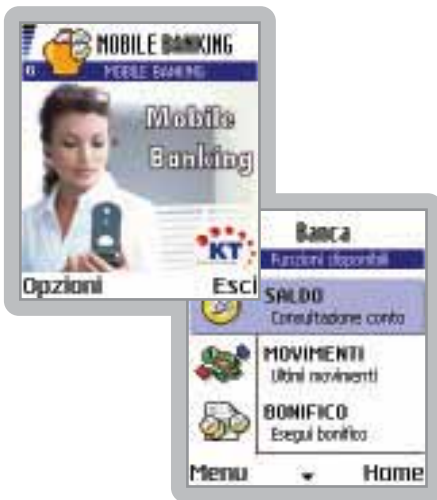 MOBILE BANKING
6
MOBILE BANKING
Mobile
Banking
KT
Opzioni Esci
Banca
Funzioni disponibili
SALDO
Consultazione conto
MOVIMENTI
Ultimi movimenti
BONIFICO
Esegui bonifico
Menu Home